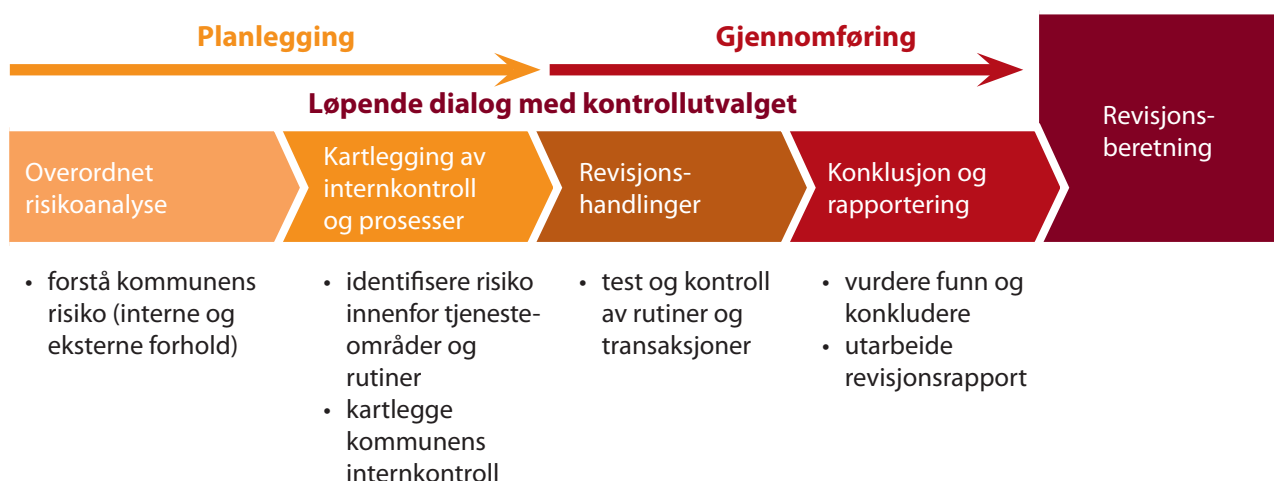 Planlegging
Gjennomføring
Løpende dialog med kontrollutvalget
Overordnet
risikoanalyse
Kartlegging av
internkontroll
og prosesser
Revisjons-
handlinger
Konklusjon og
rapportering
Revisjons-
beretning
• forstå kommunens
risiko (interne og
eksterne forhold)
• identifisere risiko
innenfor tjeneste-
områder og
rutiner
• kartlegge
kommunens
internkontroll
• test og kontroll
av rutiner og
transaksjoner
• vurdere funn og
konkludere
• utarbeide
revisjonsrapport